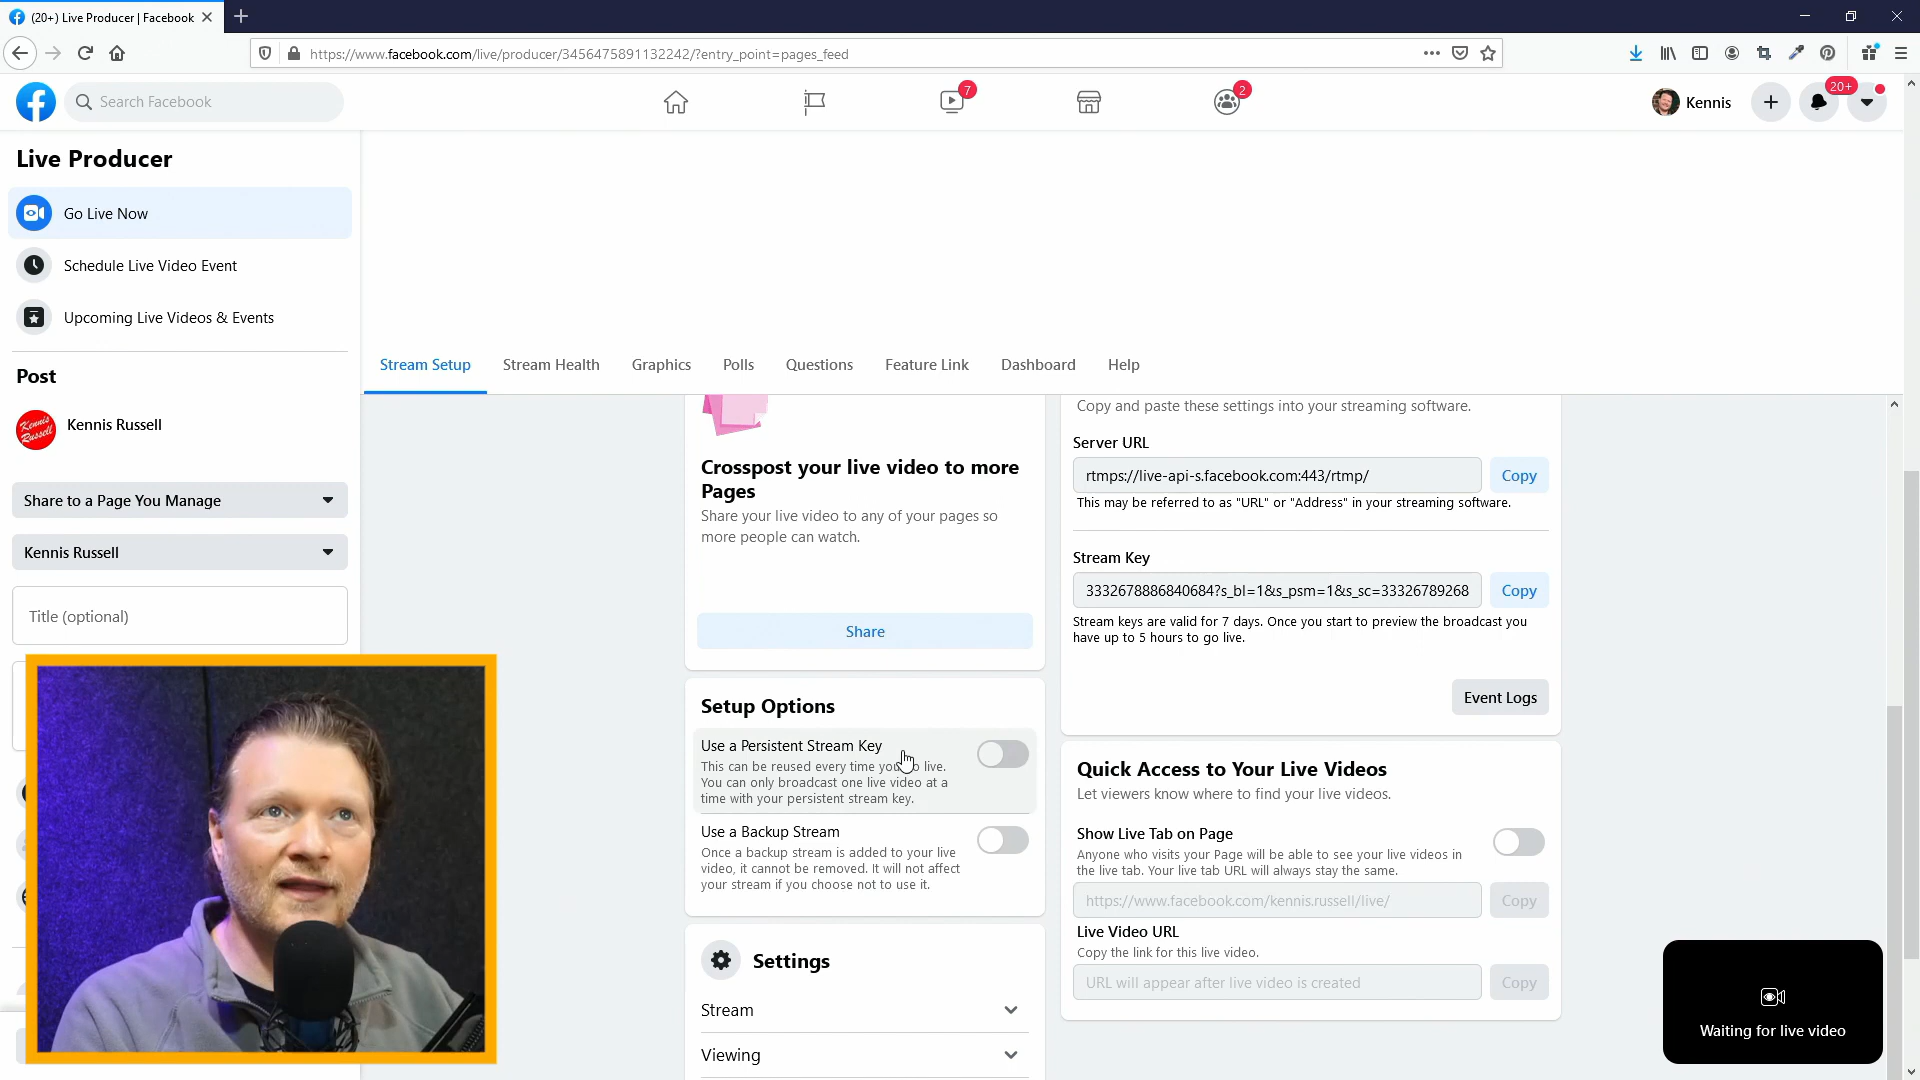 (20+) Live Producer | Facebook
https://www.facebook.com/live/producer/3456475891132242/?entry_point=pages_feed
Search Facebook
7
2
Kennis
20+
Live Producer
Go Live Now
Schedule Live Video Event
Upcoming Live Videos & Events
Post
Kennis Russell
Kennis Russell
Share to a Page You Manage
Kennis Russell
Title (optional)
Stream Setup
Stream Health
Graphics
Polls
Questions
Feature Link
Dashboard
Help
Crosspost your live video to more
Pages
Share your live video to any of your pages so
more people can watch.
Share
Setup Options
Use a Persistent Stream Key
This can be reused every time you live.
You can only broadcast one live video at a
time with your persistent stream key.
Use a Backup Stream
Once a backup stream is added to your live
video, it cannot be removed. It will not affect
your stream if you choose not to use it.
Settings
Stream
Viewing
Copy and paste these settings into your streaming software.
Server URL
rtmps://live-api-s.facebook.com:443/rtmp/
Copy
This may be referred to as "URL" or "Address" in your streaming software.
Stream Key
3332678886840684?s_bl=1&s_psm=1&s_sc=33326789268
Copy
Stream keys are valid for 7 days. Once you start to preview the broadcast you
have up to 5 hours to go live.
Event Logs
Quick Access to Your Live Videos
Let viewers know where to find your live videos.
Show Live Tab on Page
Anyone who visits your Page will be able to see your live videos in
the live tab. Your live tab URL will always stay the same.
https://www.facebook.com/kennis.russell/live/
Copy
Live Video URL
Copy the link for this live video.
URL will appear after live video is created
Copy
Waiting for live video